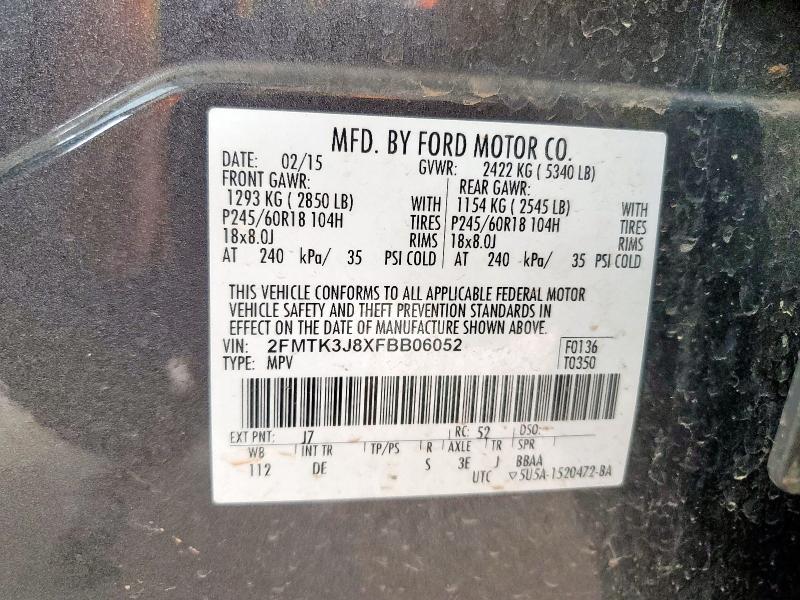 MFD. BY FORD MOTOR CO.
DATE: 02/15 GVWR: 2422 KG ( 5340 LB)
FRONT GAWR: REAR GAWR:
1293 KG ( 2850 LB) WITH 1154 KG ( 2545 LB) WITH
P245/60R18 104H TIRES P245/60R18 104H TIRES
18x8.0J RIMS 18x8.0J RIMS
AT 240 kPa/ 35 PSI COLD AT 240 kPa/ 35 PSI COLD
THIS VEHICLE CONFORMS TO ALL APPLICABLE FEDERAL MOTOR
VEHICLE SAFETY AND THEFT PREVENTION STANDARDS IN
EFFECT ON THE DATE OF MANUFACTURE SHOWN ABOVE.
VIN: 2FMTK3J8XFBB06052 F0136
TYPE: MPV T0350
EXT PNT: J7 RC: 52 DSO:
WB INT TR TP/PS R AXLE TR SPR
112 DE S 3E J BBAA
UTC ▽5U5A-1520472-BA